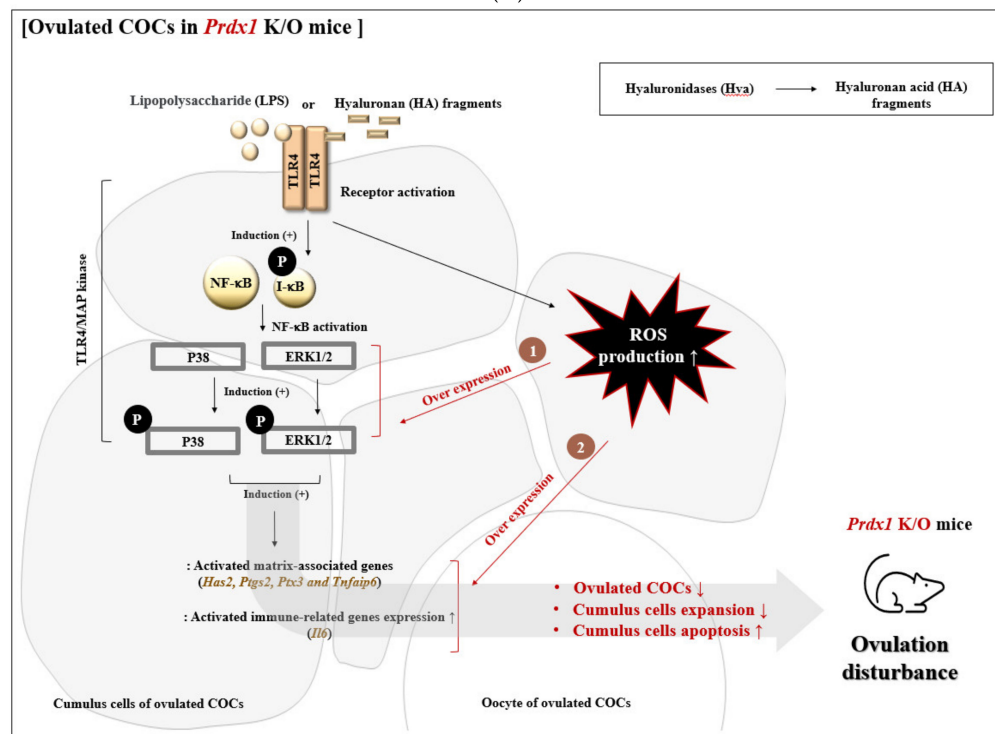 [Ovulated COCs in Prdx1 K/O mice ]
Hyaluronidases (Hya)
Hyaluronan acid (HA)
fragments
Lipopolysaccharide (LPS) or Hyaluronan (HA) fragments
TLR4
TLR4
Receptor activation
TLR4/MAP kinase
Induction (+)
P
NF-κB
I-κB
NF-κB activation
ROS
production ↑
P38
ERK1/2
1
Over expression
Induction (+)
P
P38
P
ERK1/2
2
Over expression
Induction (+)
: Activated matrix-associated genes
(Has2, Ptgs2, Ptx3 and Tnfaip6)
: Activated immune-related genes expression ↑
(Il6)
• Ovulated COCs ↓
• Cumulus cells expansion ↓
• Cumulus cells apoptosis ↑
Prdx1 K/O mice
Ovulation
disturbance
Cumulus cells of ovulated COCs
Oocyte of ovulated COCs